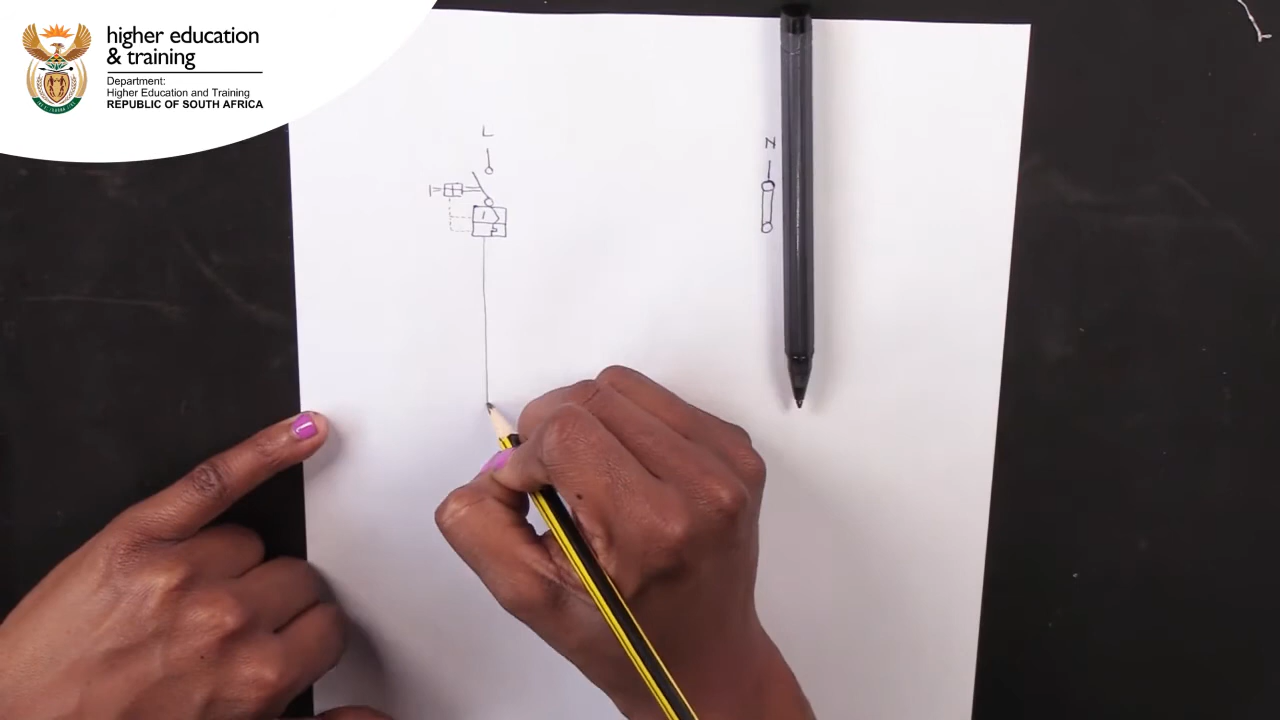 higher education
& training
Department:
Higher Education and Training
REPUBLIC OF SOUTH AFRICA
L
N